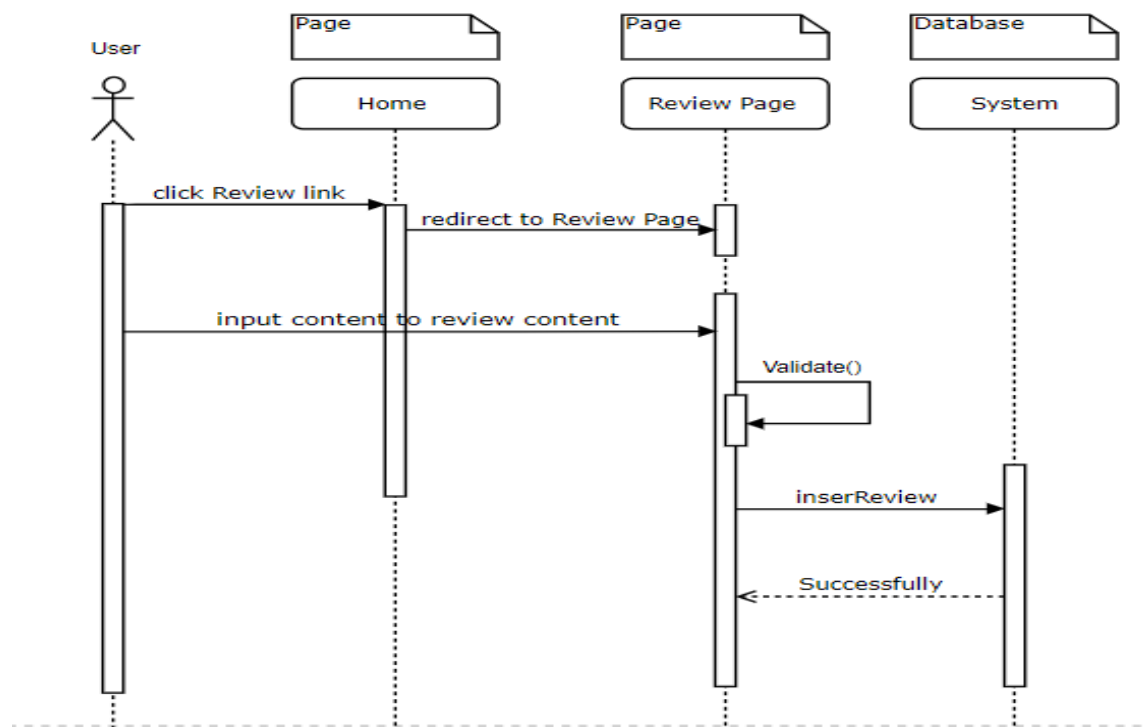 Page
Page
Database
User
Home
Review Page
System
click Review link
redirect to Review Page
input content to review content
Validate()
inserReview
Successfully